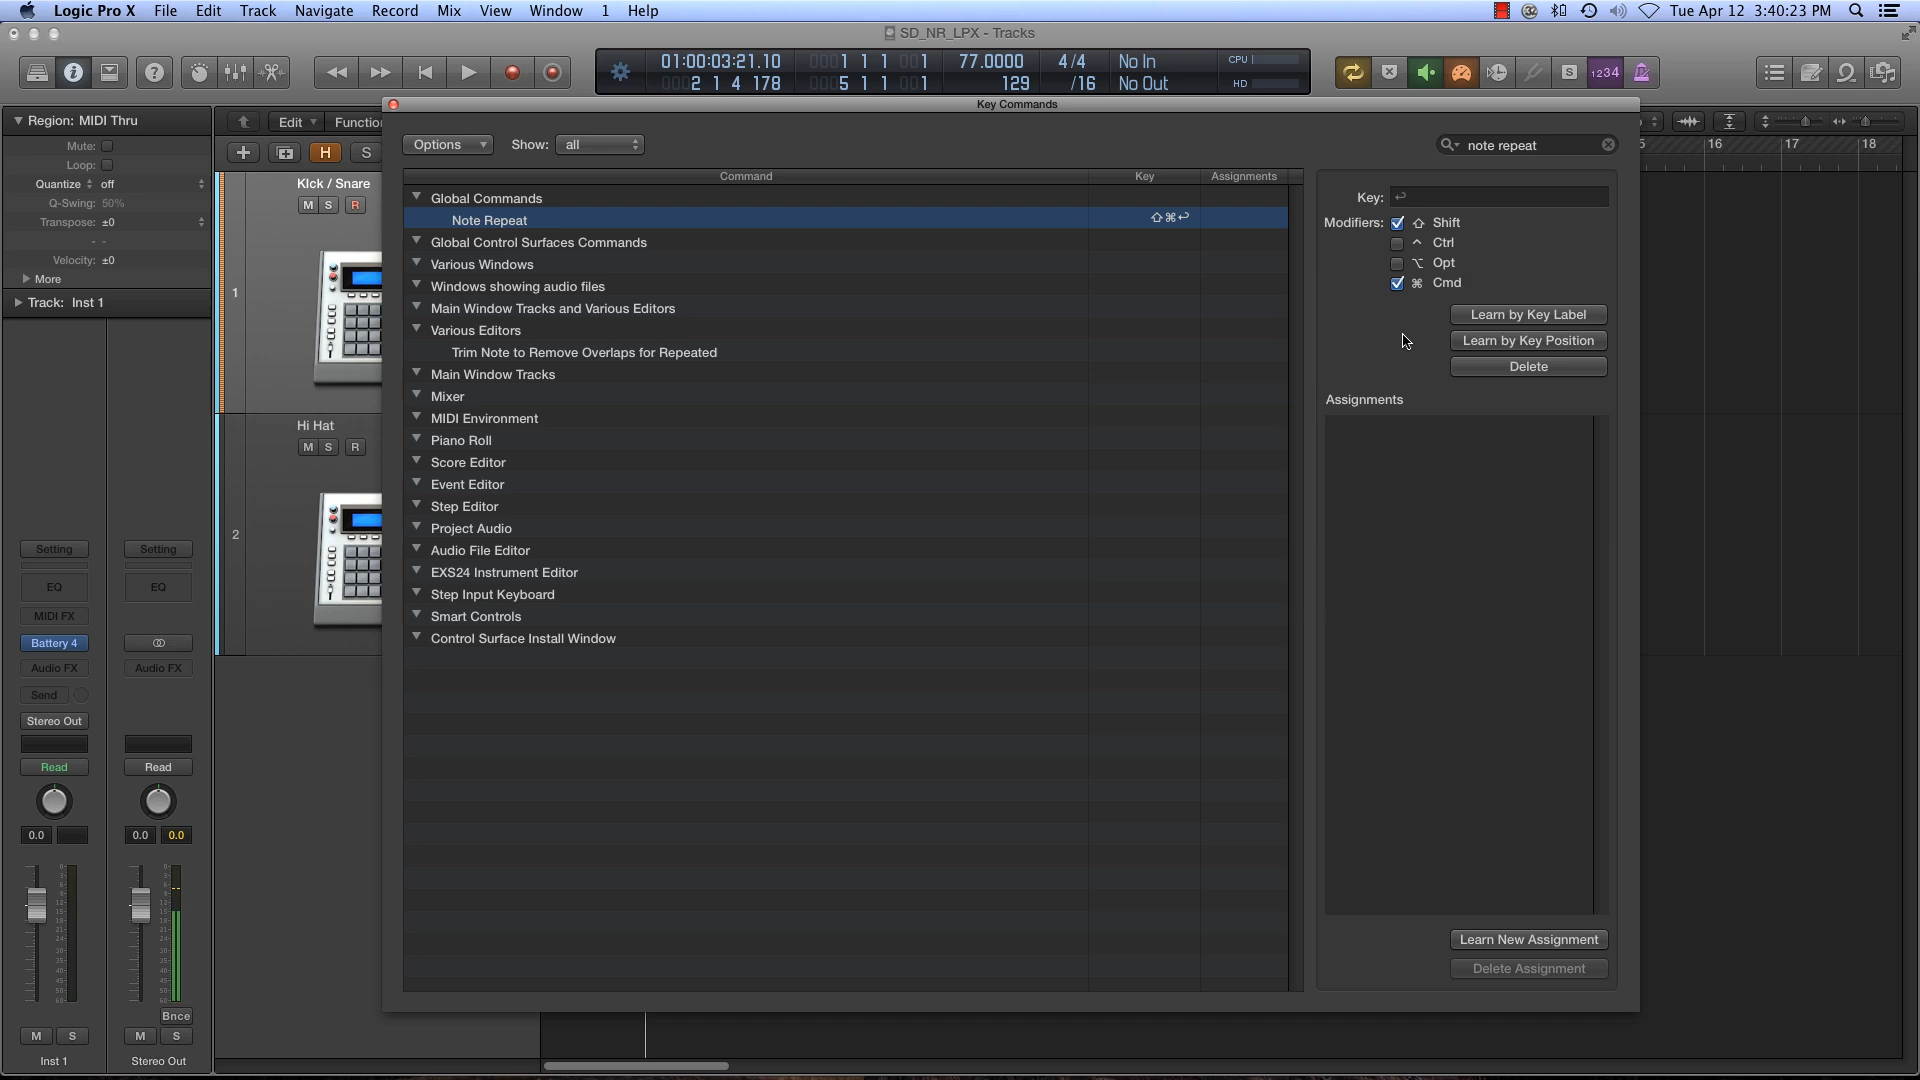 Logic Pro X File Edit Track Navigate Record Mix View Window 1 Help
Tue Apr 12 3:40:23 PM
SD_NR_LPX - Tracks
01:00:03:21.10
2 1 4 178
0001 1 1 001
0005 1 1 001
77.0000
129
4/4
/16
No In
No Out
CPU
HD
S
1234
Region: MIDI Thru
Mute:
Loop:
Quantize off
Q-Swing: 50%
Transpose: ±0
- -
Velocity: ±0
More
Track: Inst 1
Edit
Functio
H S
Key Commands
Options
Show: all
note repeat
16 17 18
1
KIck / Snare
M S R
2
Hi Hat
M S R
Command Key Assignments
Global Commands
Note Repeat ⇧⌘↩
Global Control Surfaces Commands
Various Windows
Windows showing audio files
Main Window Tracks and Various Editors
Various Editors
Trim Note to Remove Overlaps for Repeated
Main Window Tracks
Mixer
MIDI Environment
Piano Roll
Score Editor
Event Editor
Step Editor
Project Audio
Audio File Editor
EXS24 Instrument Editor
Step Input Keyboard
Smart Controls
Control Surface Install Window
Key: ↩
Modifiers: ⇧ Shift
^ Ctrl
⌥ Opt
⌘ Cmd
Learn by Key Label
Learn by Key Position
Delete
Assignments
Learn New Assignment
Delete Assignment
Setting Setting
EQ EQ
MIDI FX
Battery 4
Audio FX Audio FX
Send
Stereo Out
Read Read
0.0 0.0 0.0
Bnce
M S M S
Inst 1 Stereo Out